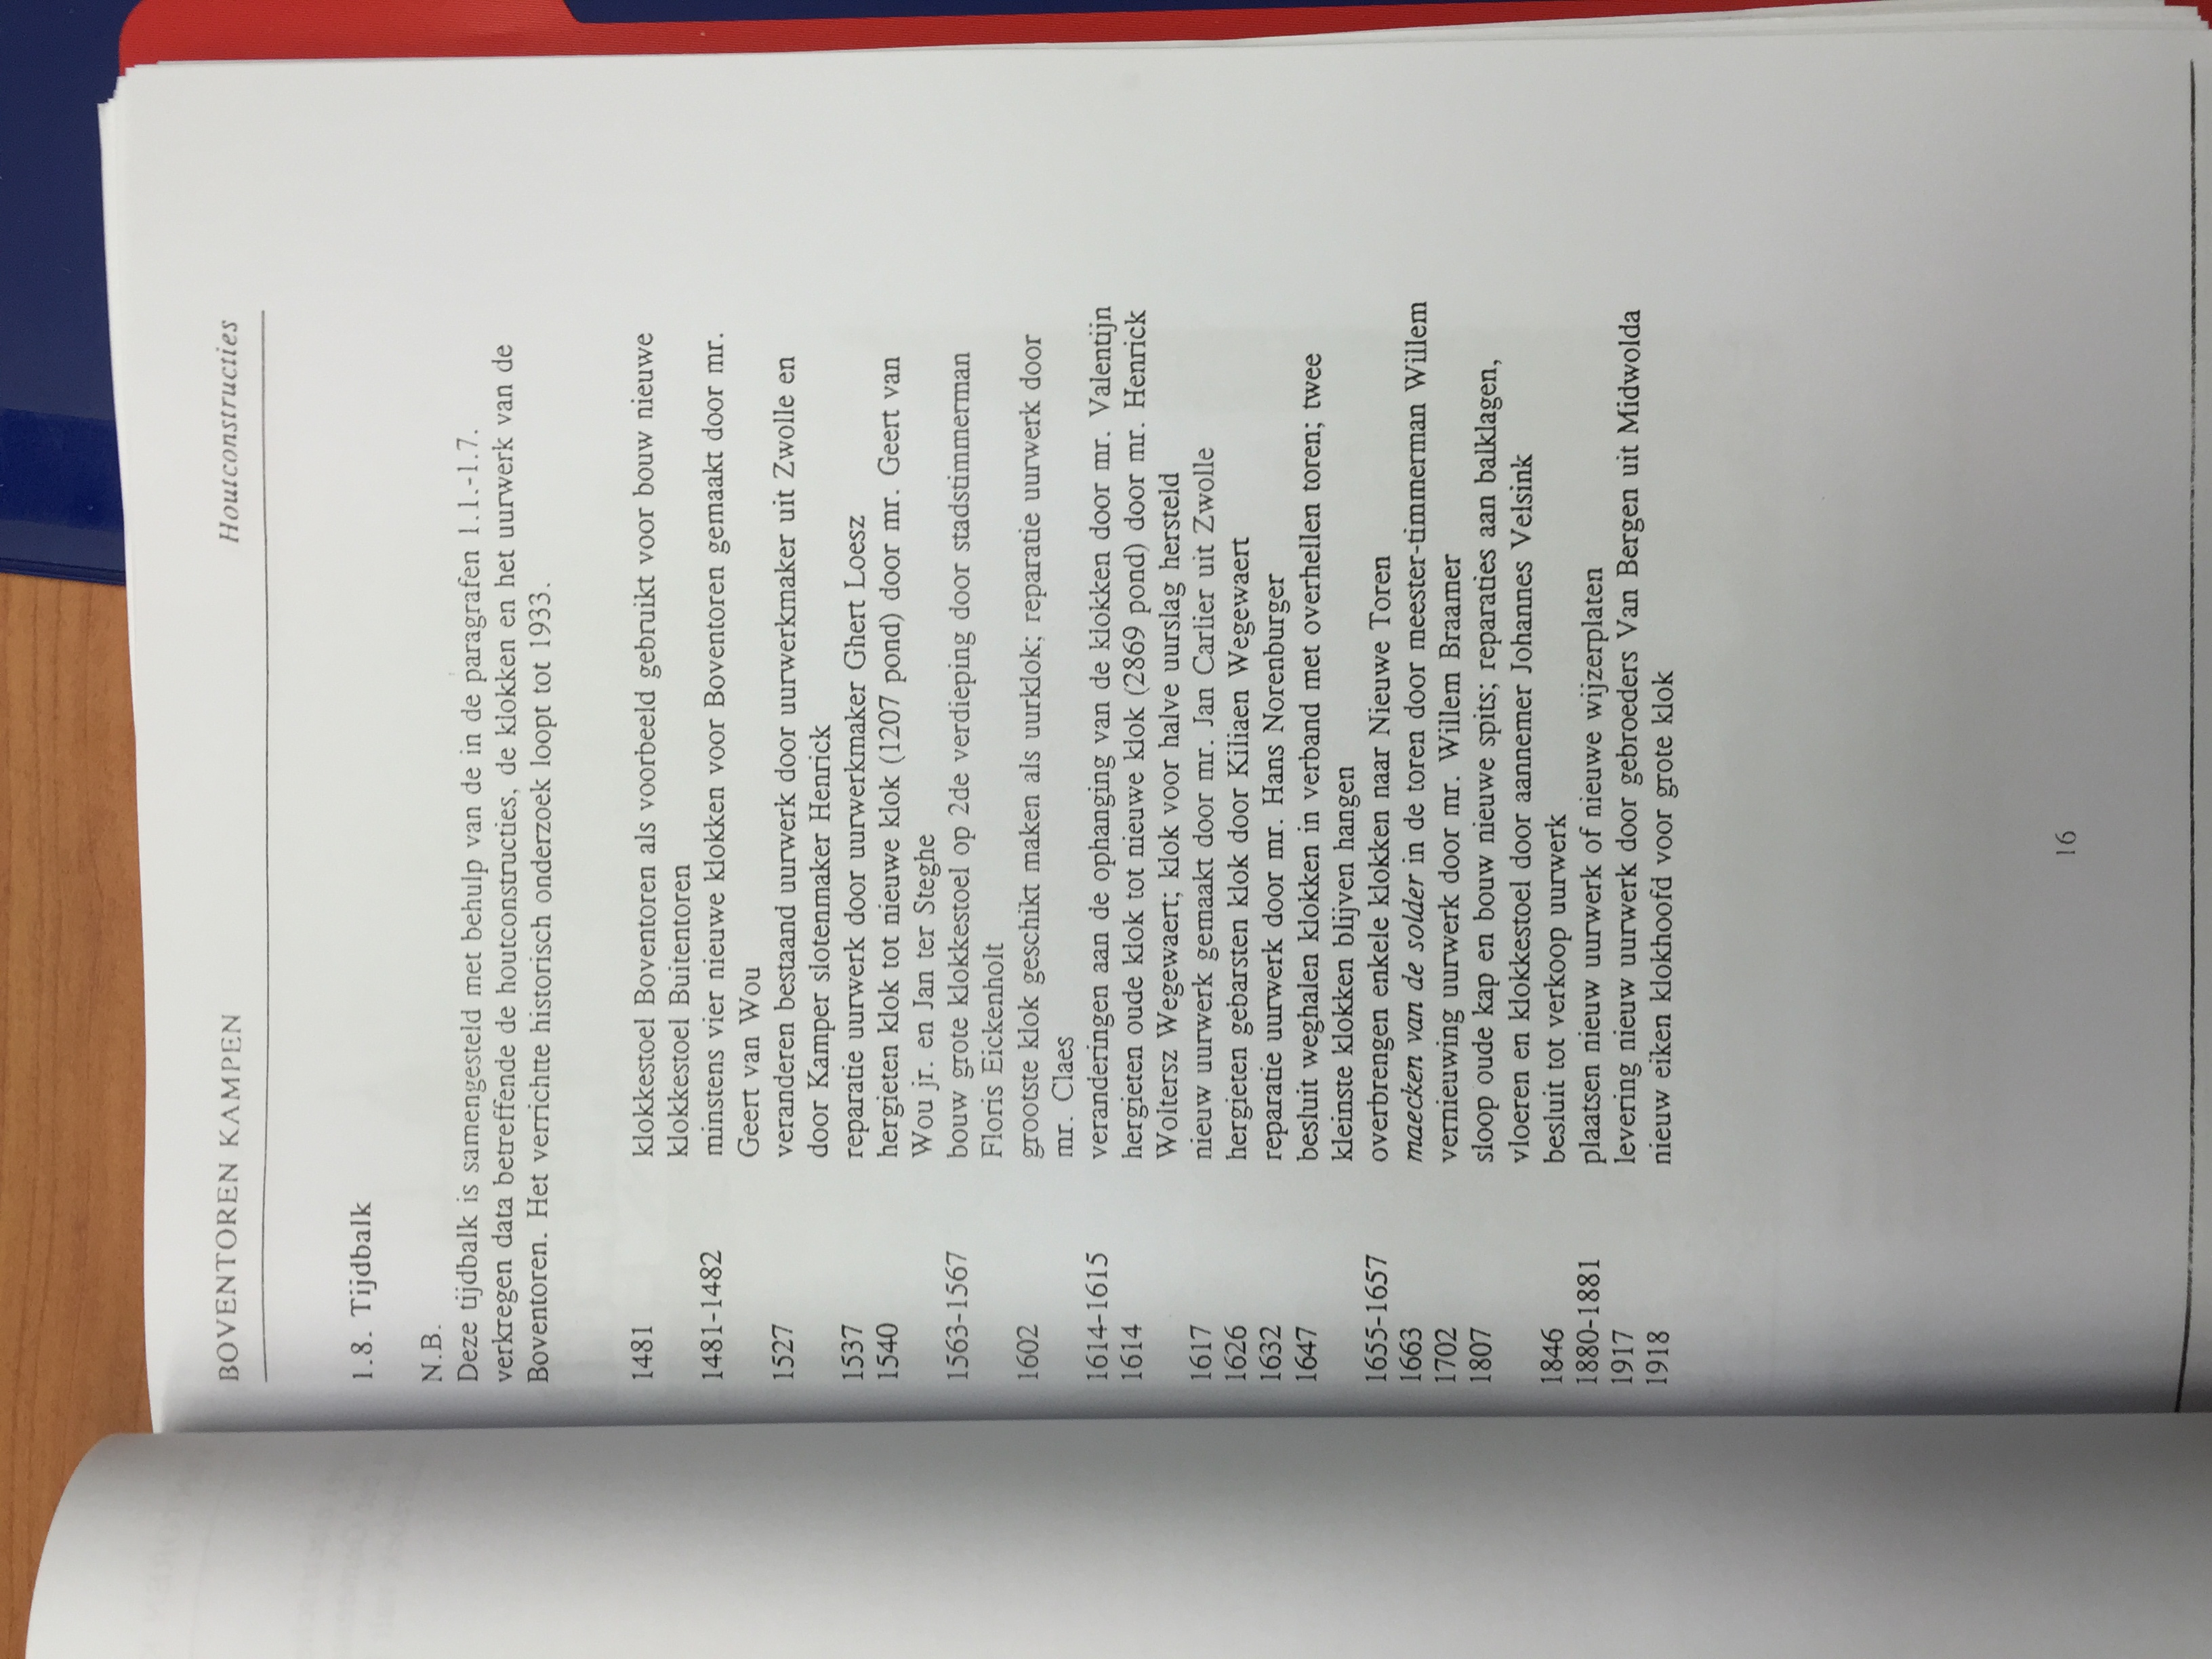 BOVENTOREN KAMPEN Houtconstructies
1.8. Tijdbalk
N.B.
Deze tijdbalk is samengesteld met behulp van de in de paragrafen 1.1.-1.7.
verkregen data betreffende de houtconstructies, de klokken en het uurwerk van de
Boventoren. Het verrichte historisch onderzoek loopt tot 1933.
1481 klokkestoel Boventoren als voorbeeld gebruikt voor bouw nieuwe
klokkestoel Buitentoren
1481-1482 minstens vier nieuwe klokken voor Boventoren gemaakt door mr.
Geert van Wou
1527 veranderen bestaand uurwerk door uurwerkmaker uit Zwolle en
door Kamper slotenmaker Henrick
1537 reparatie uurwerk door uurwerkmaker Ghert Loesz
1540 hergieten klok tot nieuwe klok (1207 pond) door mr. Geert van
Wou jr. en Jan ter Steghe
1563-1567 bouw grote klokkestoel op 2de verdieping door stadstimmerman
Floris Eickenholt
1602 grootste klok geschikt maken als uurklok; reparatie uurwerk door
mr. Claes
1614-1615 veranderingen aan de ophanging van de klokken door mr. Valentijn
1614 hergieten oude klok tot nieuwe klok (2869 pond) door mr. Henrick
Woltersz Wegewaert; klok voor halve uurslag hersteld
1617 nieuw uurwerk gemaakt door mr. Jan Carlier uit Zwolle
1626 hergieten gebarsten klok door Kiliaen Wegewaert
1632 reparatie uurwerk door mr. Hans Norenburger
1647 besluit weghalen klokken in verband met overhellen toren; twee
kleinste klokken blijven hangen
1655-1657 overbrengen enkele klokken naar Nieuwe Toren
1663 maecken van de solder in de toren door meester-timmerman Willem
1702 vernieuwing uurwerk door mr. Willem Braamer
1807 sloop oude kap en bouw nieuwe spits; reparaties aan balklagen,
vloeren en klokkestoel door aannemer Johannes Velsink
1846 besluit tot verkoop uurwerk
1880-1881 plaatsen nieuw uurwerk of nieuwe wijzerplaten
1917 levering nieuw uurwerk door gebroeders Van Bergen uit Midwolda
1918 nieuw eiken klokhoofd voor grote klok
16